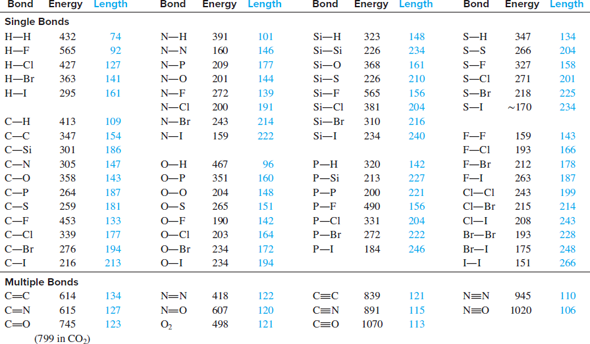 Bond Energy Length Bond Energy Length Bond Energy Length Bond Energy Length
Single Bonds
H—H 432 74 N—H 391 101 Si—H 323 148 S—H 347 134
H—F 565 92 N—N 160 146 Si—Si 226 234 S—S 266 204
H—Cl 427 127 N—P 209 177 Si—O 368 161 S—F 327 158
H—Br 363 141 N—O 201 144 Si—S 226 210 S—Cl 271 201
H—I 295 161 N—F 272 139 Si—F 565 156 S—Br 218 225
N—Cl 200 191 Si—Cl 381 204 S—I ~170 234
C—H 413 109 N—Br 243 214 Si—Br 310 216
C—C 347 154 N—I 159 222 Si—I 234 240 F—F 159 143
C—Si 301 186 F—Cl 193 166
C—N 305 147 O—H 467 96 P—H 320 142 F—Br 212 178
C—O 358 143 O—P 351 160 P—Si 213 227 F—I 263 187
C—P 264 187 O—O 204 148 P—P 200 221 Cl—Cl 243 199
C—S 259 181 O—S 265 151 P—F 490 156 Cl—Br 215 214
C—F 453 133 O—F 190 142 P—Cl 331 204 Cl—I 208 243
C—Cl 339 177 O—Cl 203 164 P—Br 272 222 Br—Br 193 228
C—Br 276 194 O—Br 234 172 P—I 184 246 Br—I 175 248
C—I 216 213 O—I 234 194 I—I 151 266
Multiple Bonds
C=C 614 134 N=N 418 122 C≡C 839 121 N≡N 945 110
C=N 615 127 N=O 607 120 C≡N 891 115 N≡O 1020 106
C=O 745 123 O₂ 498 121 C≡O 1070 113
(799 in CO₂)